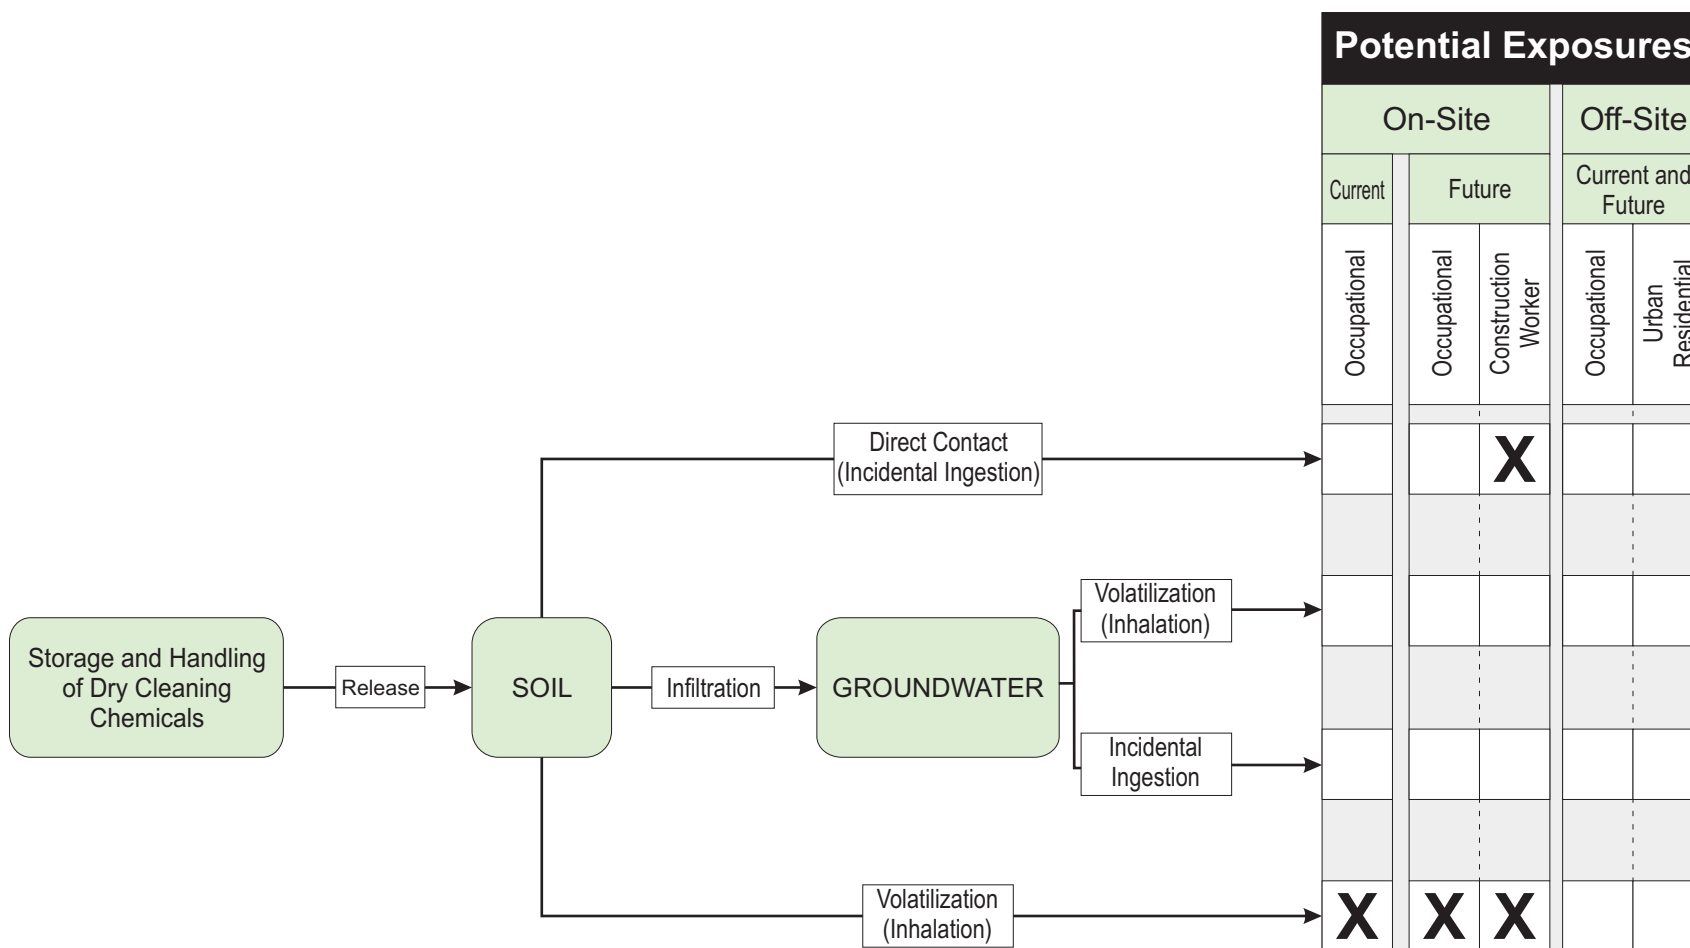 Potential Exposures
On-Site
Off-Site
Current
Future
Current and
Future
Occupational
Occupational
Construction
Worker
Occupational
Urban
Residential
Direct Contact
(Incidental Ingestion)
X
Volatilization
(Inhalation)
Storage and Handling
of Dry Cleaning
Chemicals
Release
SOIL
Infiltration
GROUNDWATER
Incidental
Ingestion
Volatilization
(Inhalation)
X X X